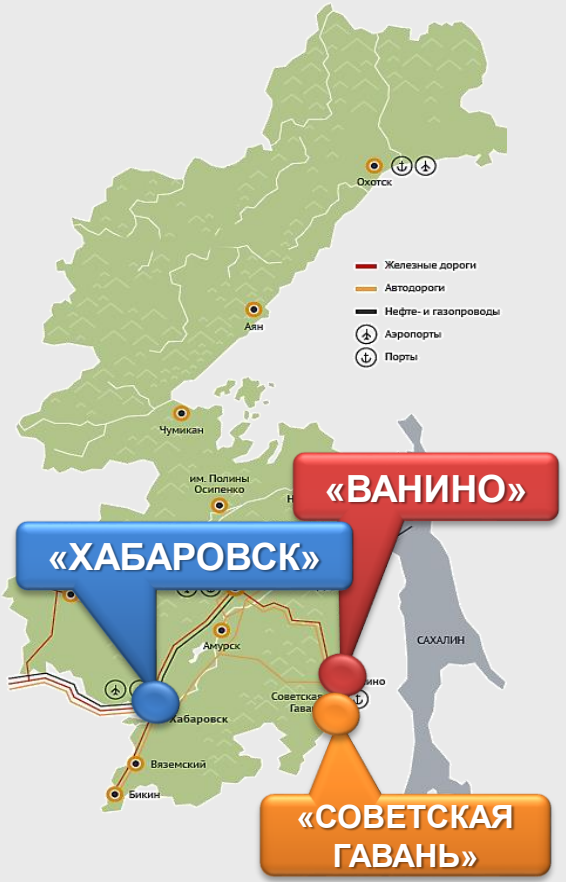 Охотск
Железные дороги
Автодороги
Нефте- и газопроводы
Аэропорты
Порты
Аян
Чумикан
им. Полины
Осипенко
«ВАНИНО»
«ХАБАРОВСК»
Амурск
САХАЛИН
Советская
Хабаровск
Вяземский
Бикин
«СОВЕТСКАЯ
ГАВАНЬ»